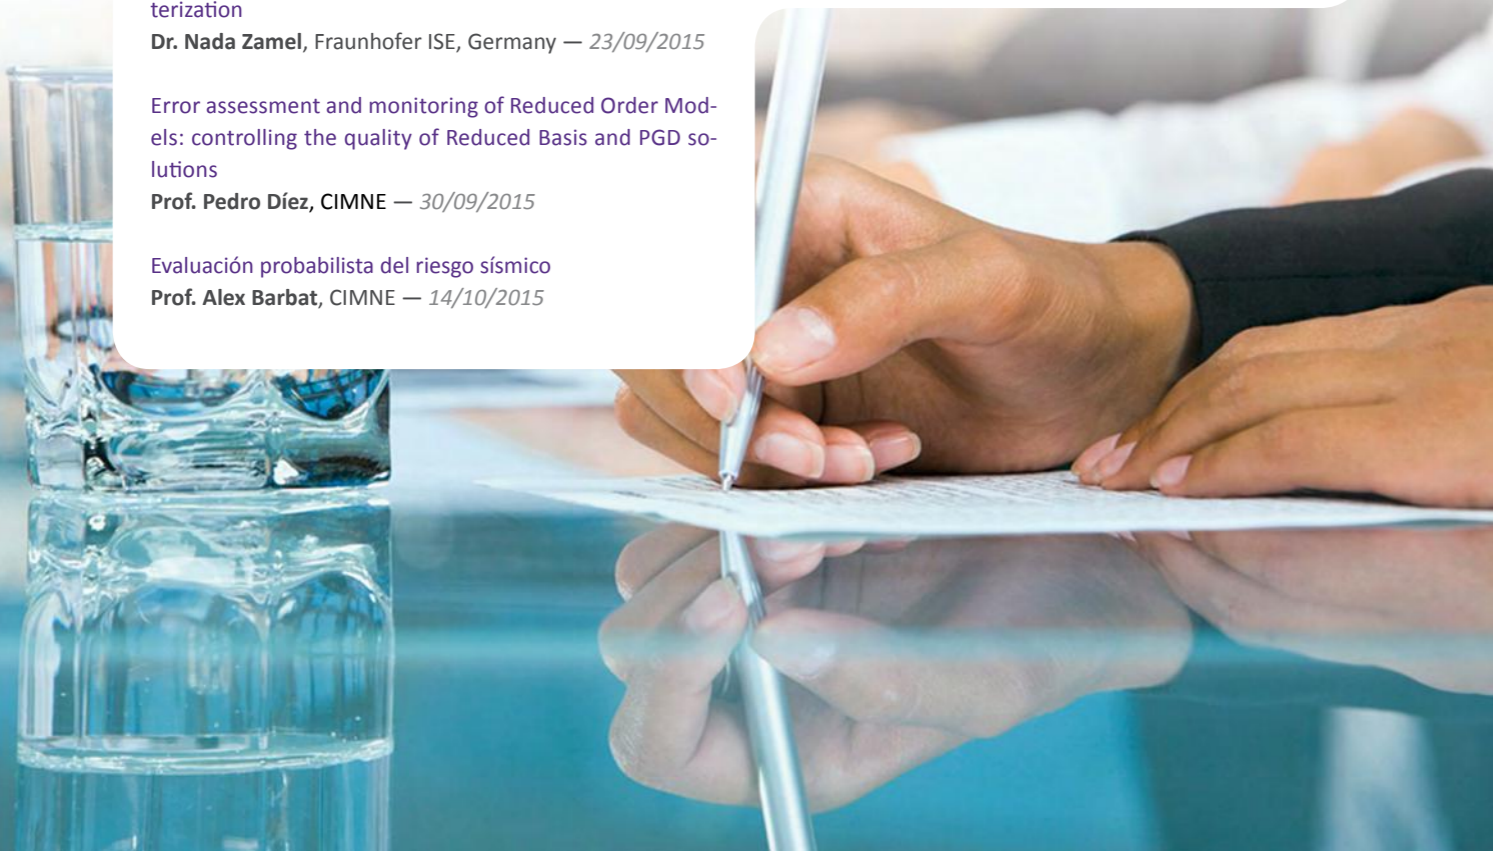 terization
Dr. Nada Zamel, Fraunhofer ISE, Germany — 23/09/2015
Error assessment and monitoring of Reduced Order Mod-
els: controlling the quality of Reduced Basis and PGD so-
lutions
Prof. Pedro Díez, CIMNE — 30/09/2015
Evaluación probabilista del riesgo sísmico
Prof. Alex Barbat, CIMNE — 14/10/2015